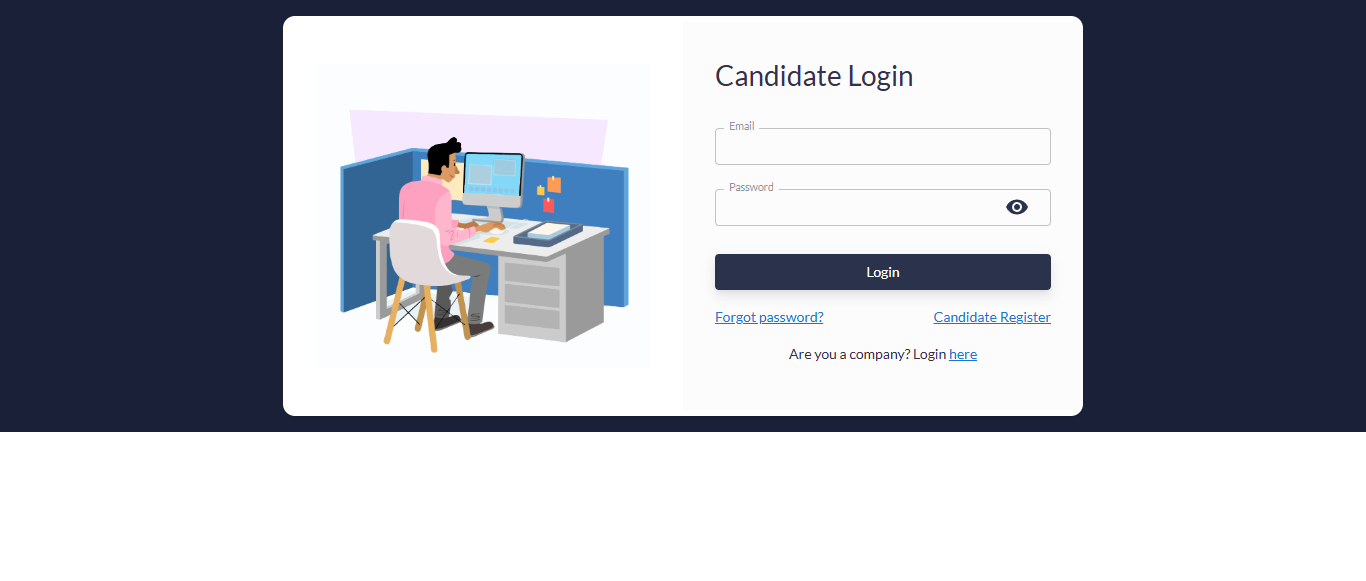 Candidate Login
Email
Password
Login
Forgot password? Candidate Register
Are you a company? Login here